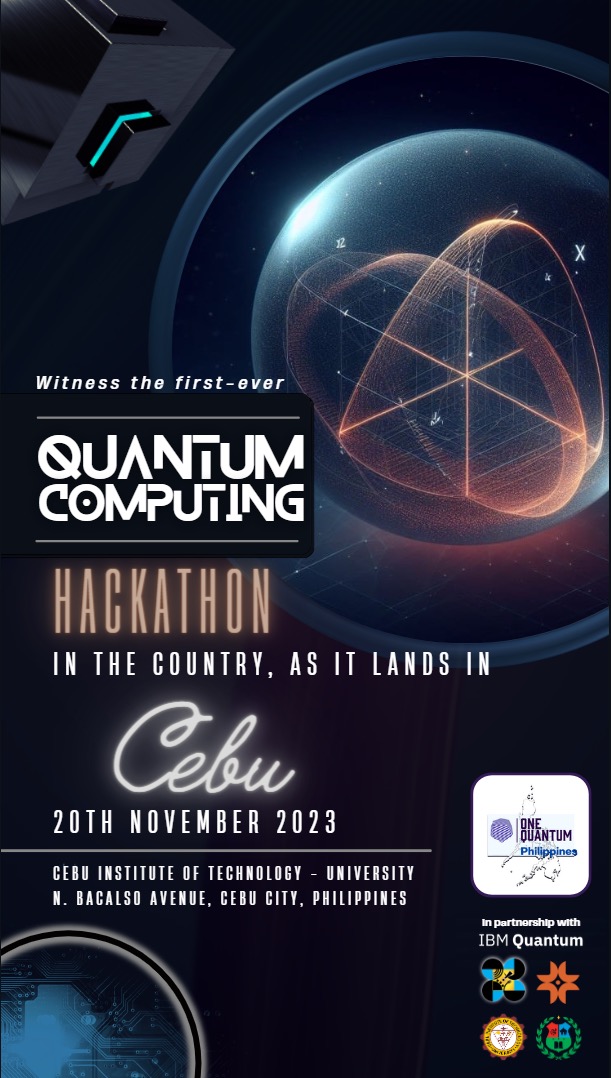 12
X
Witness the first-ever
QUANTUM
COMPUTING
HACKATHON
IN THE COUNTRY, AS IT LANDS IN
Cebu
20TH NOVEMBER 2023
CEBU INSTITUTE OF TECHNOLOGY - UNIVERSITY
N. BACALSO AVENUE, CEBU CITY, PHILIPPINES
ONE
QUANTUM
Philippines
In partnership with
IBM Quantum